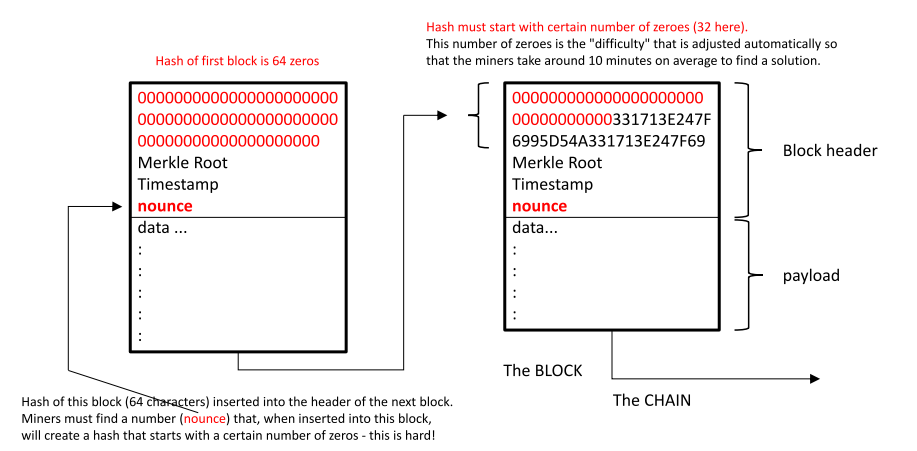 Hash must start with certain number of zeroes (32 here).
This number of zeroes is the "difficulty" that is adjusted automatically so
that the miners take around 10 minutes on average to find a solution.
Hash of first block is 64 zeros
0000000000000000000000
0000000000000000000000
00000000000000000000
Merkle Root
Timestamp
nounce
data ...
:
:
:
:
:
000000000000000000000
00000000000331713E247F
6995D54A331713E247F69
Merkle Root
Timestamp
nounce
data...
:
:
:
:
Block header
payload
The BLOCK
The CHAIN
Hash of this block (64 characters) inserted into the header of the next block.
Miners must find a number (nounce) that, when inserted into this block,
will create a hash that starts with a certain number of zeros - this is hard!